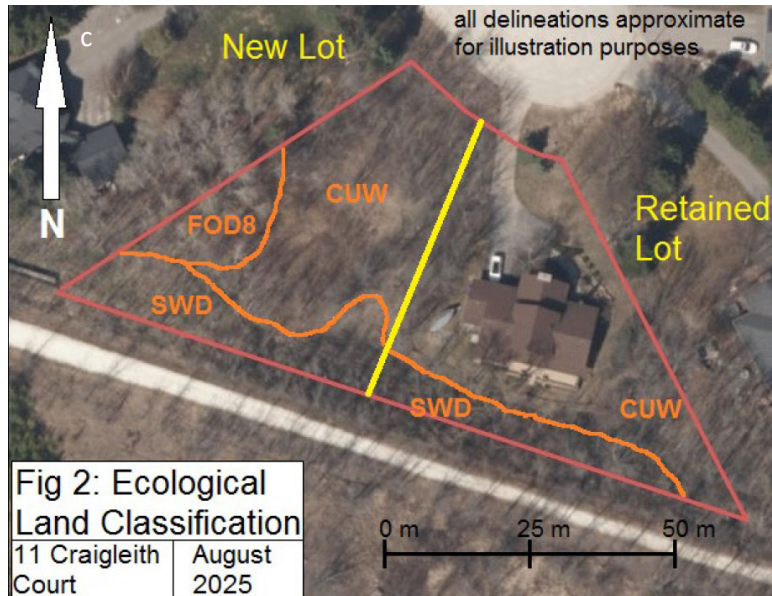 c
New Lot
all delineations approximate
for illustration purposes
N
FOD8
CUW
Retained
Lot
SWD
SWD
CUW
Fig 2: Ecological
Land Classification
11 Craigleith
Court
August
2025
0 m
25 m
50 m